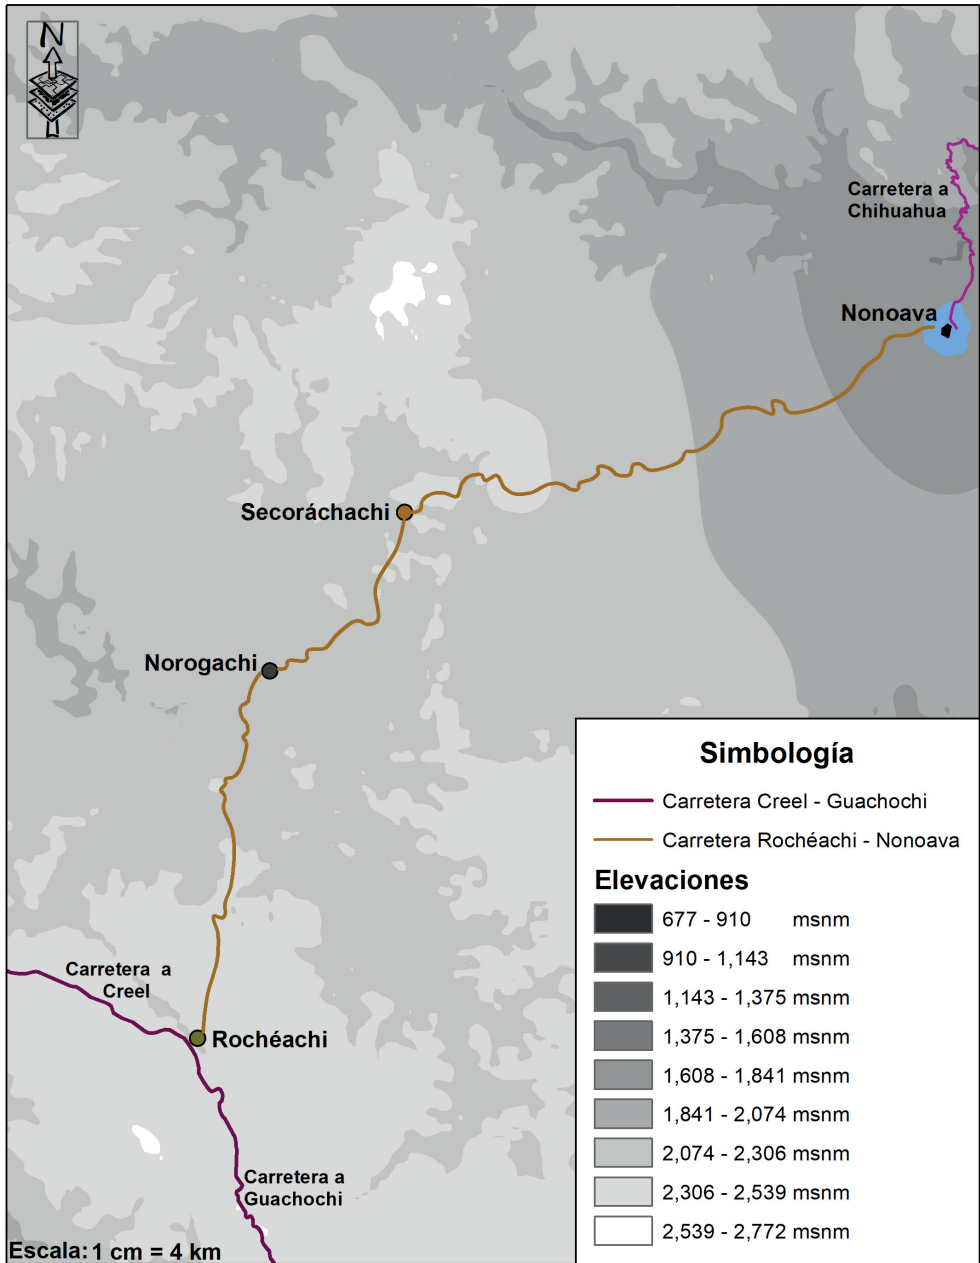 N
Carretera a
Chihuahua
Nonoava
Secoráchachi
Norogachi
Carretera a
Creel
Rochéachi
Carretera a
Guachochi
Escala: 1 cm = 4 km
Simbología
Carretera Creel - Guachochi
Carretera Rochéachi - Nonoava
Elevaciones
677 - 910 msnm
910 - 1,143 msnm
1,143 - 1,375 msnm
1,375 - 1,608 msnm
1,608 - 1,841 msnm
1,841 - 2,074 msnm
2,074 - 2,306 msnm
2,306 - 2,539 msnm
2,539 - 2,772 msnm